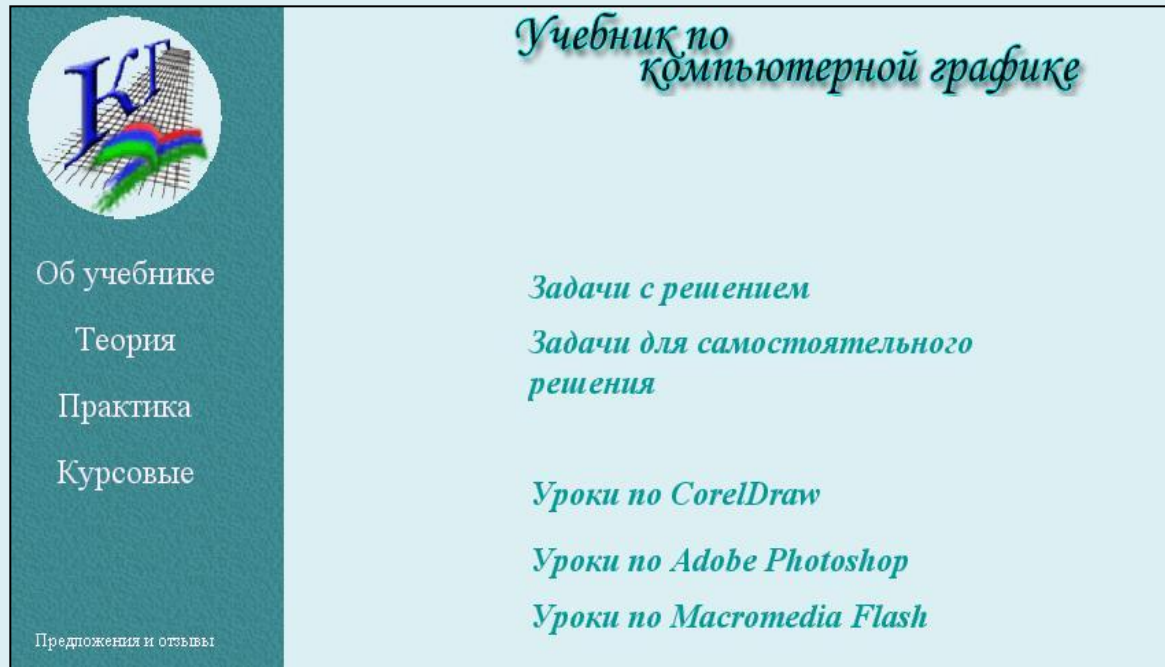 КГ
Учебник по
компьютерной графике
Об учебнике
Теория
Практика
Курсовые
Предложения и отзывы
Задачи с решением
Задачи для самостоятельного
решения
Уроки по CorelDraw
Уроки по Adobe Photoshop
Уроки по Macromedia Flash